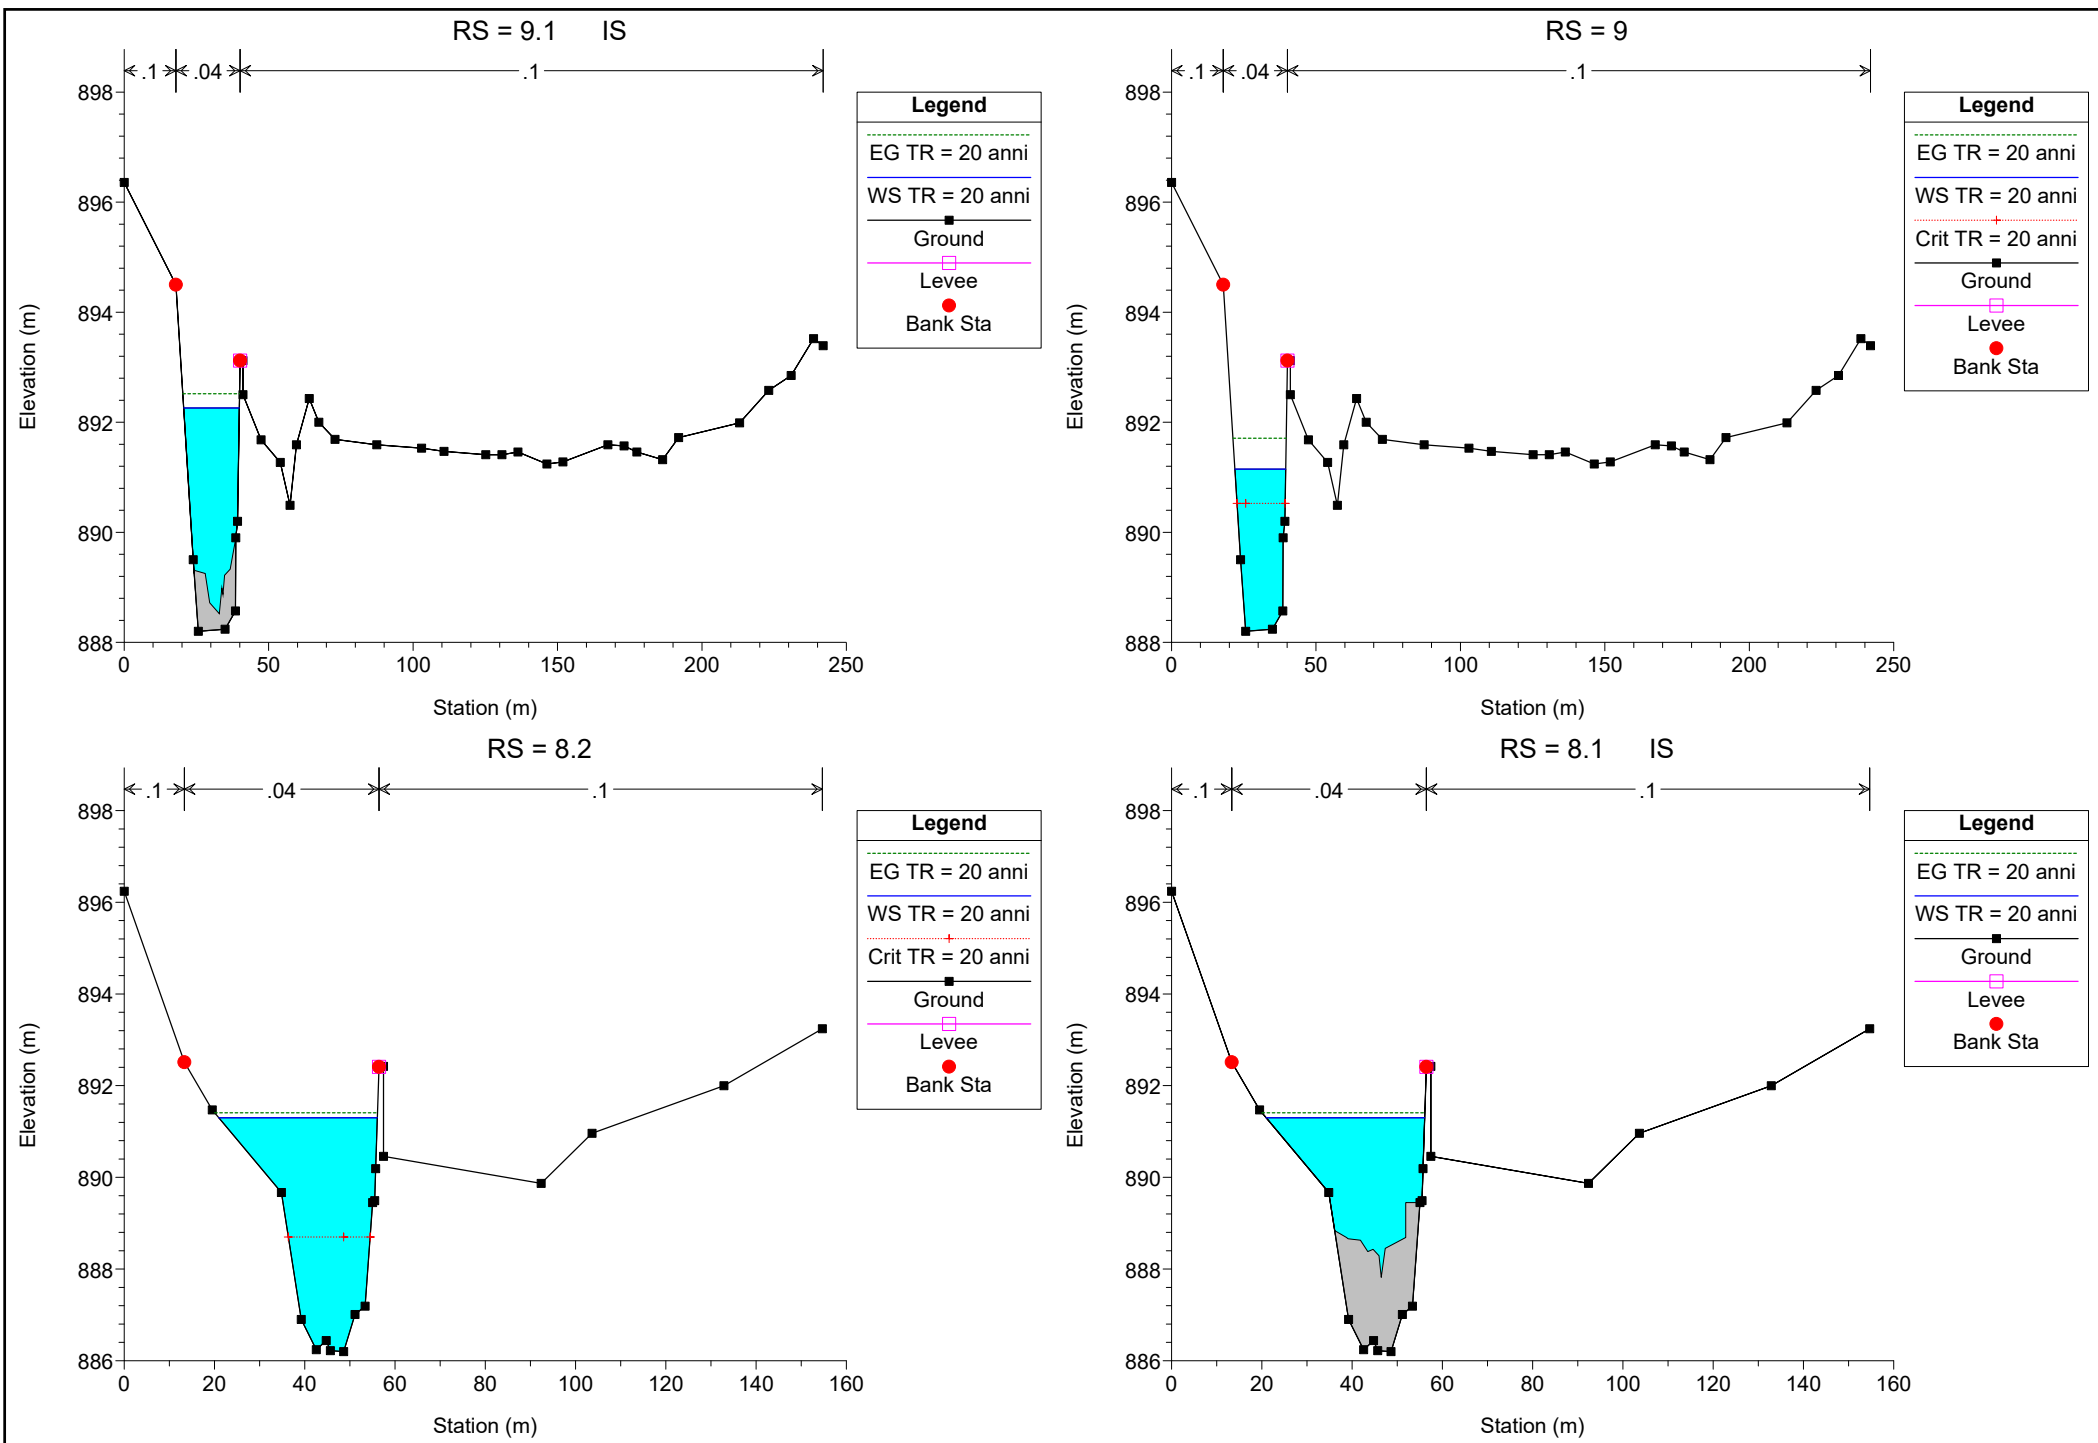 RS = 9.1 IS
.1 .04 .1
898
896
894
892
890
888
Elevation (m)
0 50 100 150 200 250
Station (m)
Legend
EG TR = 20 anni
WS TR = 20 anni
Ground
Levee
Bank Sta
RS = 9
.1 .04 .1
898
896
894
892
890
888
Elevation (m)
0 50 100 150 200 250
Station (m)
Legend
EG TR = 20 anni
WS TR = 20 anni
Crit TR = 20 anni
Ground
Levee
Bank Sta
RS = 8.2
.1 .04 .1
898
896
894
892
890
888
886
Elevation (m)
0 20 40 60 80 100 120 140 160
Station (m)
Legend
EG TR = 20 anni
WS TR = 20 anni
Crit TR = 20 anni
Ground
Levee
Bank Sta
RS = 8.1 IS
.1 .04 .1
898
896
894
892
890
888
886
Elevation (m)
0 20 40 60 80 100 120 140 160
Station (m)
Legend
EG TR = 20 anni
WS TR = 20 anni
Ground
Levee
Bank Sta